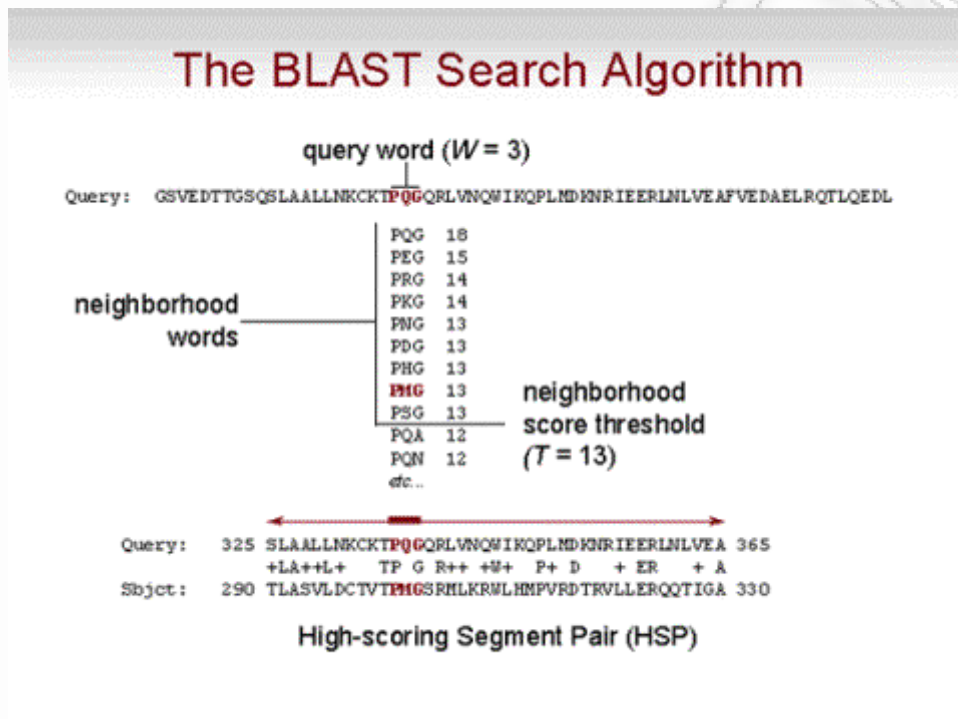 The BLAST Search Algorithm
query word (W = 3)
Query: GSVEDTTGSQSLAALLNKCKTPQGQRLVNQWIKQPLMDKNRIEERLNLVEAFVEDAELRQTLQEDL
PQG 18
PEG 15
PRG 14
PKG 14
neighborhood words
PNG 13
PDG 13
PHG 13
PMG 13
neighborhood score threshold (T = 13)
PSG 13
PQA 12
PQN 12
etc...
Query: 325 SLAALLNKCKTPQGQRLVNQWIKQPLMDKNRIEERLNLVEA 365
+LA++L+ TP G R++ +W+ P+ D + ER + A
Sbjct: 290 TLASVLDCTVTPMGSRMLKRWLHMPVRDTRVLLERQQTIGA 330
High-scoring Segment Pair (HSP)